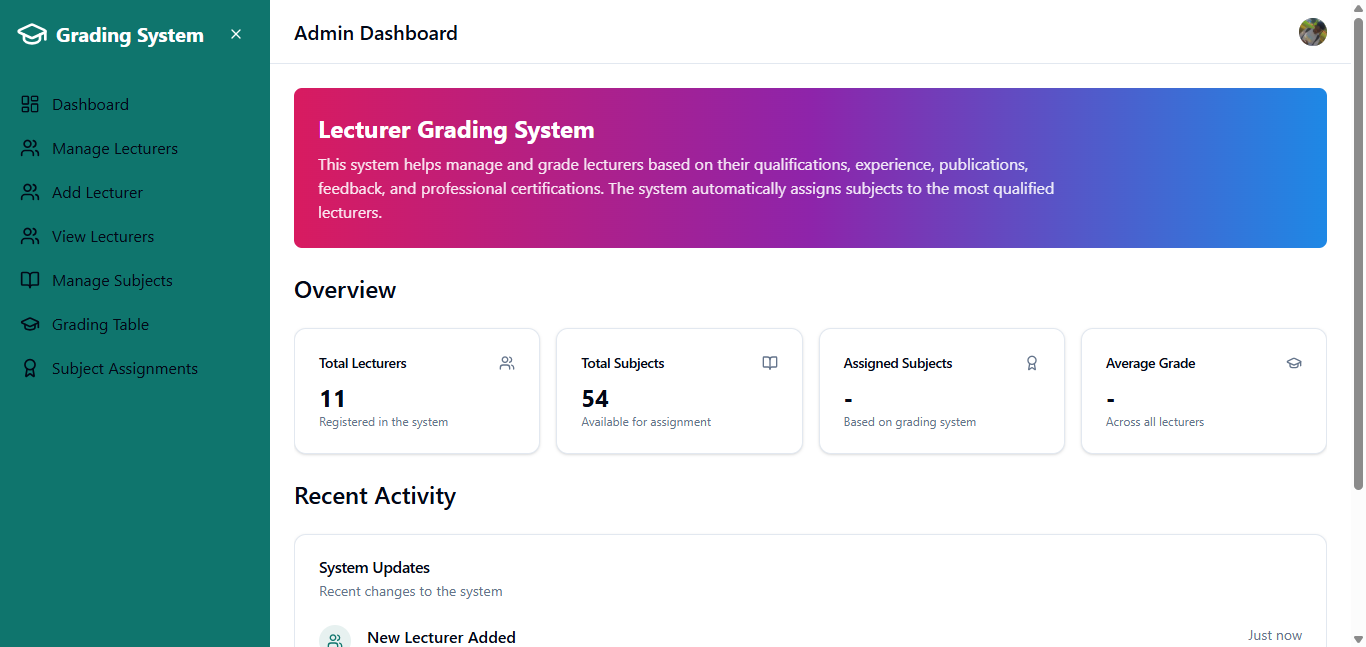 Grading System
Dashboard
Manage Lecturers
Add Lecturer
View Lecturers
Manage Subjects
Grading Table
Subject Assignments
Admin Dashboard
Lecturer Grading System
This system helps manage and grade lecturers based on their qualifications, experience, publications,
feedback, and professional certifications. The system automatically assigns subjects to the most qualified
lecturers.
Overview
Total Lecturers
11
Registered in the system
Total Subjects
54
Available for assignment
Assigned Subjects
-
Based on grading system
Average Grade
-
Across all lecturers
Recent Activity
System Updates
Recent changes to the system
New Lecturer Added
Just now